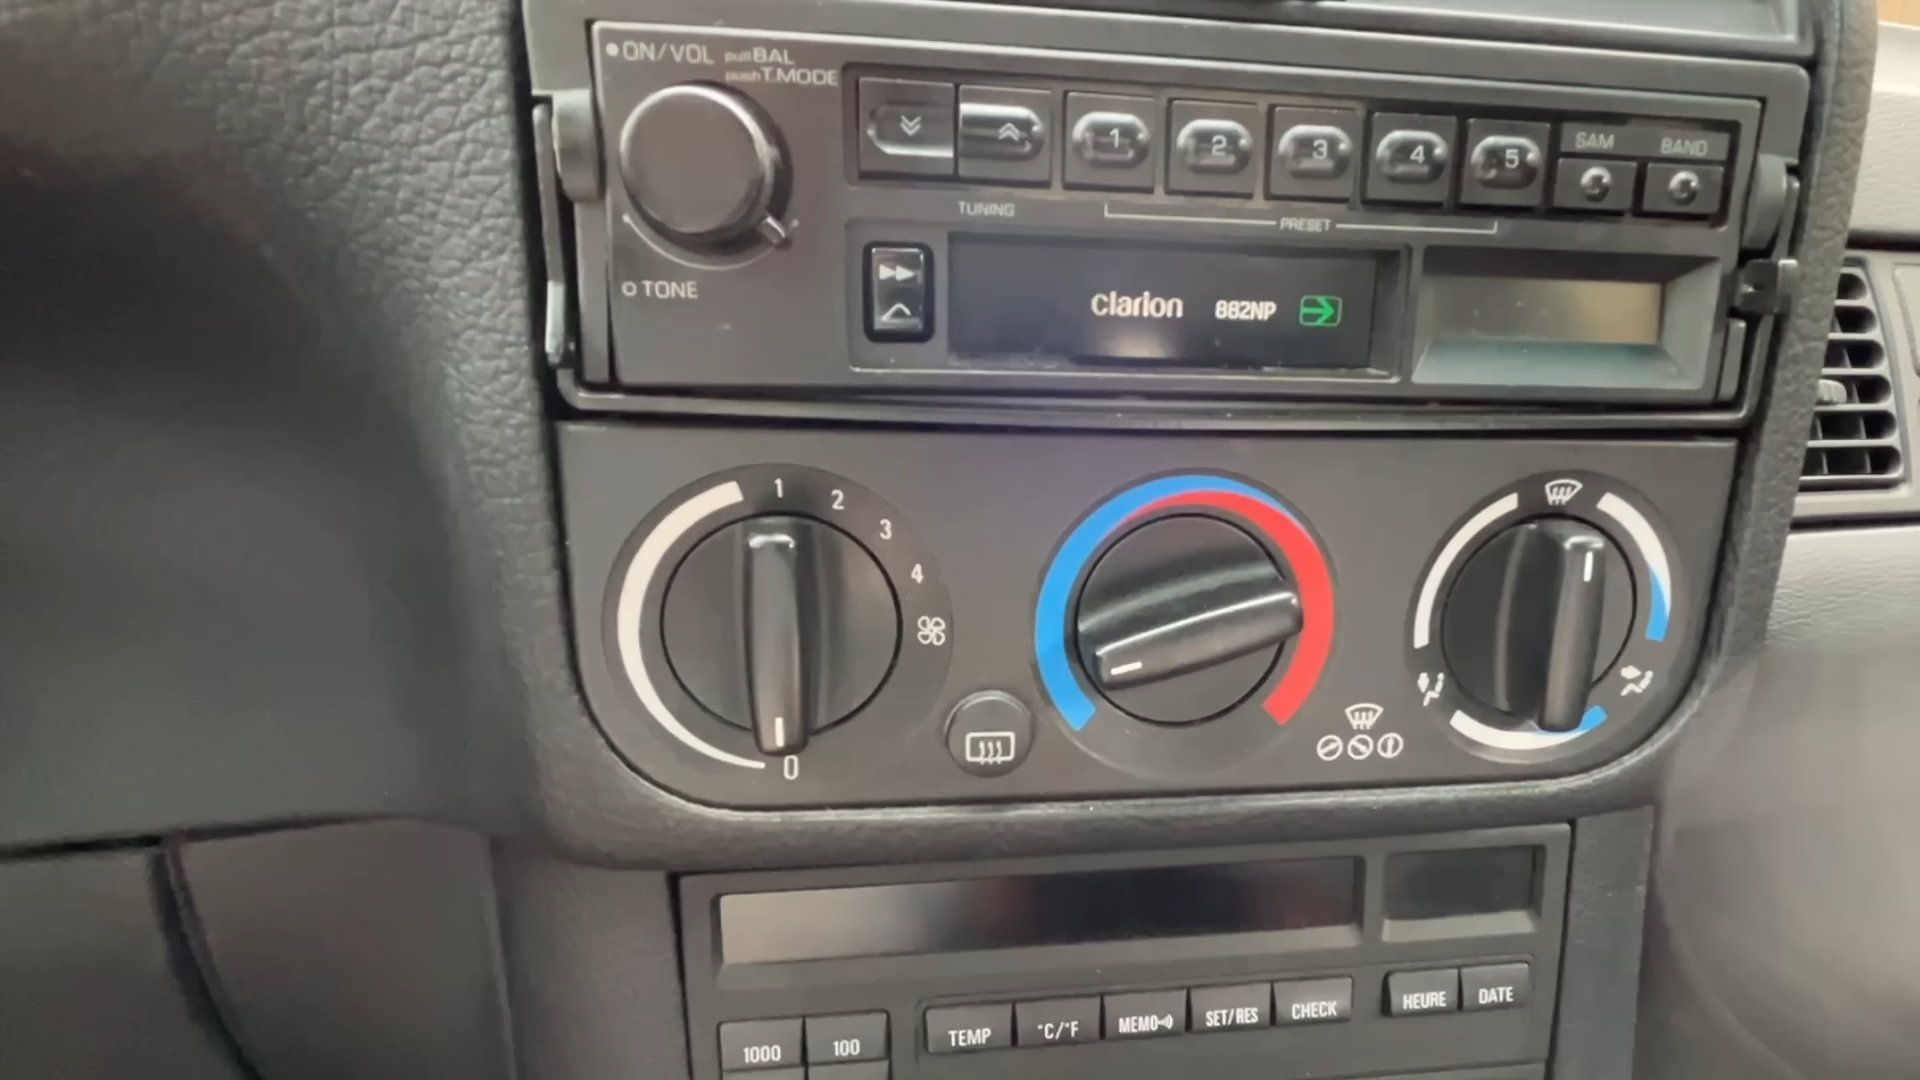 ON/VOL pull BAL
push T.MODE
1 2 3 4 5 SAM BAND
TUNING PRESET
TONE
clarion 882NP
1 2 3 4
0
TEMP °C/°F MEMO SET/RES CHECK HEURE DATE
1000 100